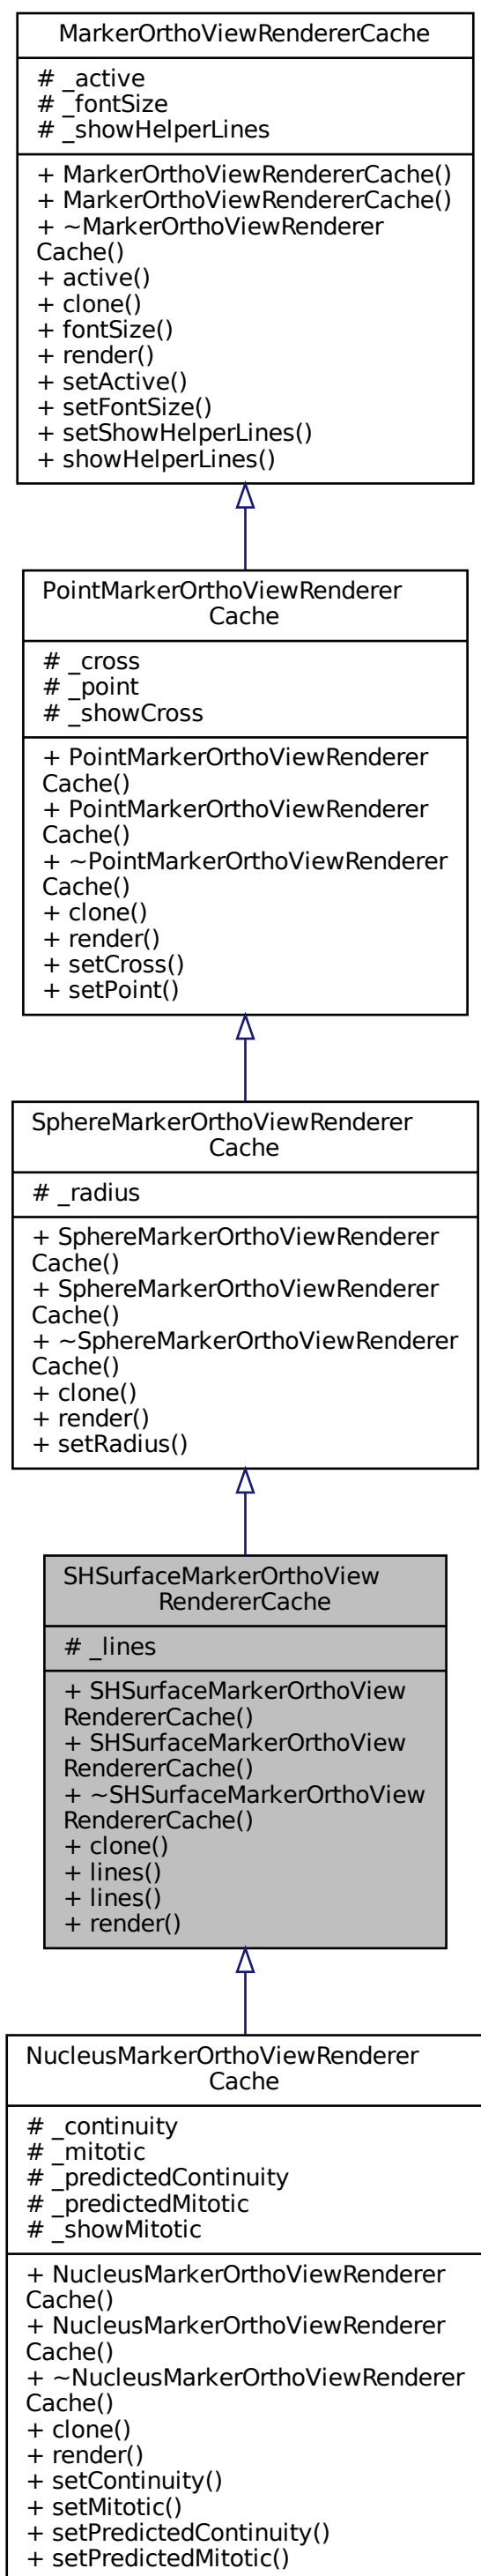 MarkerOrthoViewRendererCache
# _active
# _fontSize
# _showHelperLines
+ MarkerOrthoViewRendererCache()
+ MarkerOrthoViewRendererCache()
+ ~MarkerOrthoViewRenderer
Cache()
+ active()
+ clone()
+ fontSize()
+ render()
+ setActive()
+ setFontSize()
+ setShowHelperLines()
+ showHelperLines()
PointMarkerOrthoViewRenderer
Cache
# _cross
# _point
# _showCross
+ PointMarkerOrthoViewRenderer
Cache()
+ PointMarkerOrthoViewRenderer
Cache()
+ ~PointMarkerOrthoViewRenderer
Cache()
+ clone()
+ render()
+ setCross()
+ setPoint()
SphereMarkerOrthoViewRenderer
Cache
# _radius
+ SphereMarkerOrthoViewRenderer
Cache()
+ SphereMarkerOrthoViewRenderer
Cache()
+ ~SphereMarkerOrthoViewRenderer
Cache()
+ clone()
+ render()
+ setRadius()
SHSurfaceMarkerOrthoView
RendererCache
# _lines
+ SHSurfaceMarkerOrthoView
RendererCache()
+ SHSurfaceMarkerOrthoView
RendererCache()
+ ~SHSurfaceMarkerOrthoView
RendererCache()
+ clone()
+ lines()
+ lines()
+ render()
NucleusMarkerOrthoViewRenderer
Cache
# _continuity
# _mitotic
# _predictedContinuity
# _predictedMitotic
# _showMitotic
+ NucleusMarkerOrthoViewRenderer
Cache()
+ NucleusMarkerOrthoViewRenderer
Cache()
+ ~NucleusMarkerOrthoViewRenderer
Cache()
+ clone()
+ render()
+ setContinuity()
+ setMitotic()
+ setPredictedContinuity()
+ setPredictedMitotic()